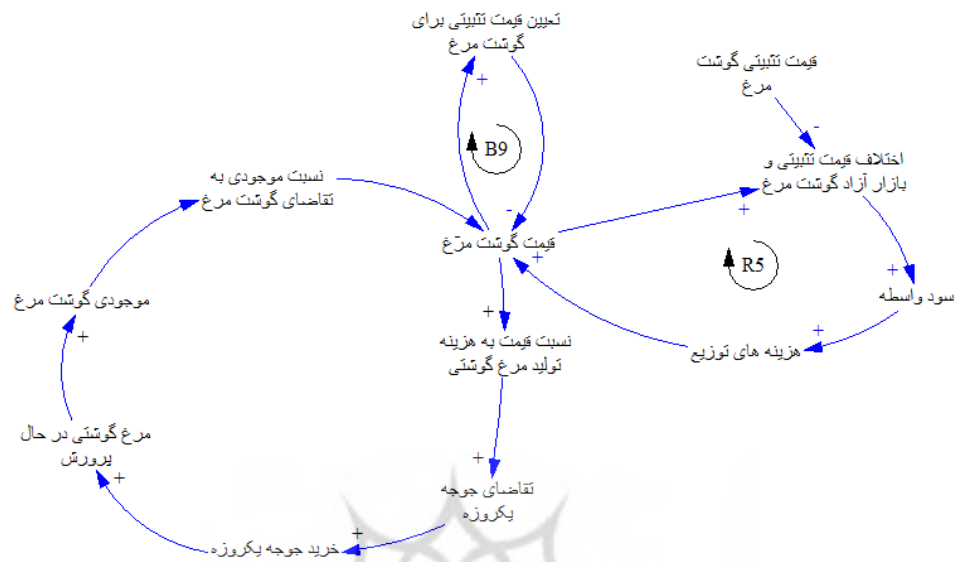 تعیین قیمت تثبیتی برای
گوشت مرغ
+
B9
-
قیمت تثبیتی گوشت
مرغ
-
اختلاف قیمت تثبیتی و
بازار آزاد گوشت مرغ
+
R5
+
سود واسطه
+
هزینه های توزیع
+
قیمت گوشت مرغ
نسبت موجودی به
تقاضای گوشت مرغ
+
موجودی گوشت مرغ
+
نسبت قیمت به هزینه
تولید مرغ گوشتی
+
مرغ گوشتی در حال
پرورش
+
+
تقاضای جوجه
یکروزه
+
خرید جوجه یکروزه
+